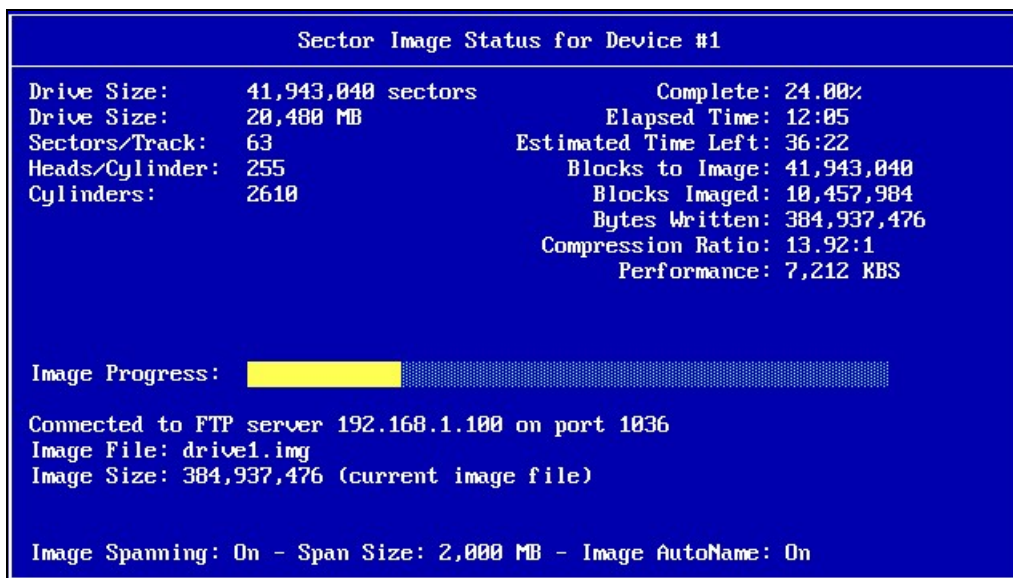 Sector Image Status for Device #1
Drive Size: 41,943,040 sectors Complete: 24.00%
Drive Size: 20,480 MB Elapsed Time: 12:05
Sectors/Track: 63 Estimated Time Left: 36:22
Heads/Cylinder: 255 Blocks to Image: 41,943,040
Cylinders: 2610 Blocks Imaged: 10,457,984
Bytes Written: 384,937,476
Compression Ratio: 13.92:1
Performance: 7,212 KBS
Image Progress:
Connected to FTP server 192.168.1.100 on port 1036
Image File: drive1.img
Image Size: 384,937,476 (current image file)
Image Spanning: On - Span Size: 2,000 MB - Image AutoName: On